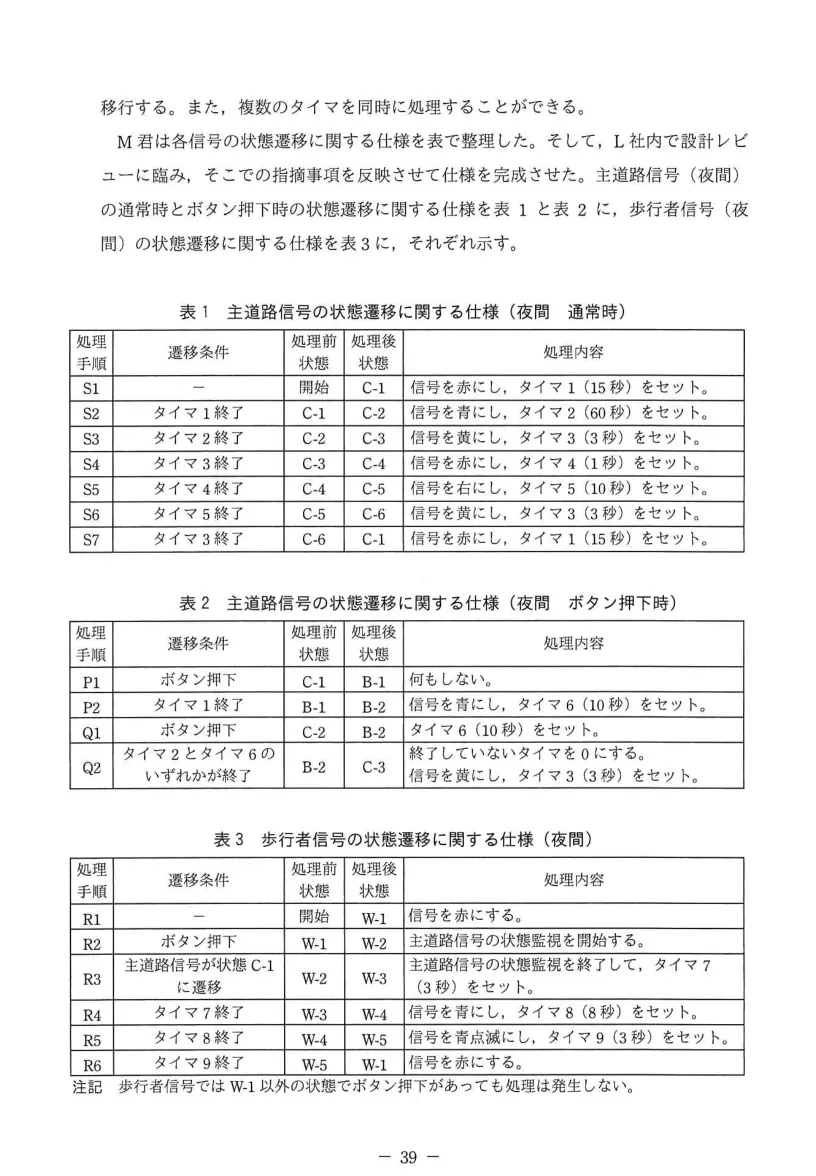 移行する。また，複数のタイマを同時に処理することができる。
M 君は各信号の状態遷移に関する仕様を表で整理した。そして，L 社内で設計レビ
ューに臨み，そこでの指摘事項を反映させて仕様を完成させた。主道路信号（夜間）
の通常時とボタン押下時の状態遷移に関する仕様を表 1 と表 2 に，歩行者信号（夜
間）の状態遷移に関する仕様を表 3 に，それぞれ示す。
表 1 主道路信号の状態遷移に関する仕様（夜間 通常時）
処理手順 遷移条件 処理前状態 処理後状態 処理内容
S1 － 開始 C-1 信号を赤にし，タイマ 1（15 秒）をセット。
S2 タイマ 1 終了 C-1 C-2 信号を青にし，タイマ 2（60 秒）をセット。
S3 タイマ 2 終了 C-2 C-3 信号を黄にし，タイマ 3（3 秒）をセット。
S4 タイマ 3 終了 C-3 C-4 信号を赤にし，タイマ 4（1 秒）をセット。
S5 タイマ 4 終了 C-4 C-5 信号を右にし，タイマ 5（10 秒）をセット。
S6 タイマ 5 終了 C-5 C-6 信号を黄にし，タイマ 3（3 秒）をセット。
S7 タイマ 3 終了 C-6 C-1 信号を赤にし，タイマ 1（15 秒）をセット。
表 2 主道路信号の状態遷移に関する仕様（夜間 ボタン押下時）
処理手順 遷移条件 処理前状態 処理後状態 処理内容
P1 ボタン押下 C-1 B-1 何もしない。
P2 タイマ 1 終了 B-1 B-2 信号を青にし，タイマ 6（10 秒）をセット。
Q1 ボタン押下 C-2 B-2 タイマ 6（10 秒）をセット。
Q2 タイマ 2 とタイマ 6 のいずれかが終了 B-2 C-3 終了していないタイマを 0 にする。
信号を黄にし，タイマ 3（3 秒）をセット。
表 3 歩行者信号の状態遷移に関する仕様（夜間）
処理手順 遷移条件 処理前状態 処理後状態 処理内容
R1 － 開始 W-1 信号を赤にする。
R2 ボタン押下 W-1 W-2 主道路信号の状態監視を開始する。
R3 主道路信号が状態 C-1 に遷移 W-2 W-3 主道路信号の状態監視を終了して，タイマ 7
（3 秒）をセット。
R4 タイマ 7 終了 W-3 W-4 信号を青にし，タイマ 8（8 秒）をセット。
R5 タイマ 8 終了 W-4 W-5 信号を青点滅にし，タイマ 9（3 秒）をセット。
R6 タイマ 9 終了 W-5 W-1 信号を赤にする。
注記 歩行者信号では W-1 以外の状態でボタン押下があっても処理は発生しない。
－ 39 －